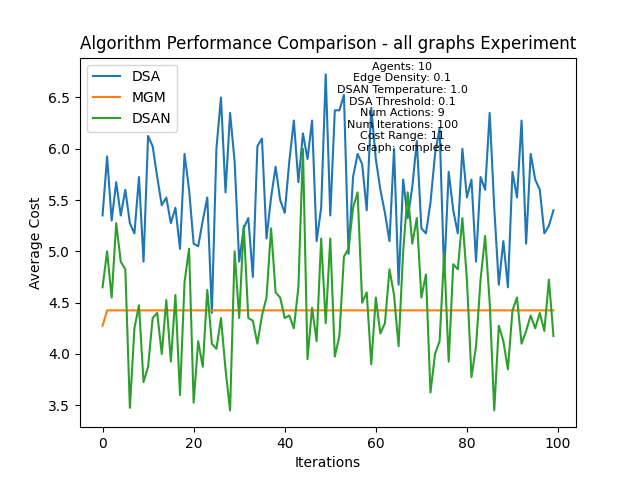 Algorithm Performance Comparison - all graphs Experiment
DSA
MGM
DSAN
Agents: 10
Edge Density: 0.1
DSAN Temperature: 1.0
DSA Threshold: 0.1
Num Actions: 9
Num Iterations: 100
Cost Range: 11
Graph: complete
Average Cost
6.5
6.0
5.5
5.0
4.5
4.0
3.5
0 20 40 60 80 100
Iterations